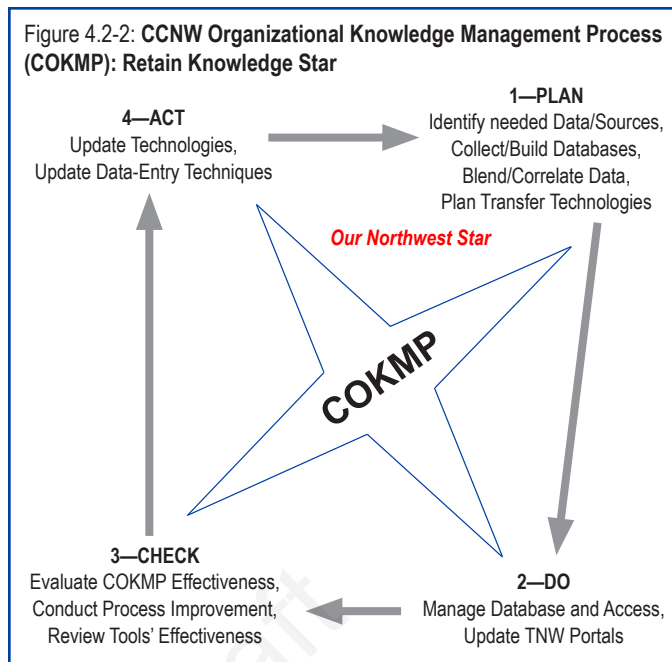 Figure 4.2-2: CCNW Organizational Knowledge Management Process
(COKMP): Retain Knowledge Star
4—ACT
Update Technologies,
Update Data-Entry Techniques
1—PLAN
Identify needed Data/Sources,
Collect/Build Databases,
Blend/Correlate Data,
Plan Transfer Technologies
Our Northwest Star
COKMP
3—CHECK
Evaluate COKMP Effectiveness,
Conduct Process Improvement,
Review Tools’ Effectiveness
2—DO
Manage Database and Access,
Update TNW Portals